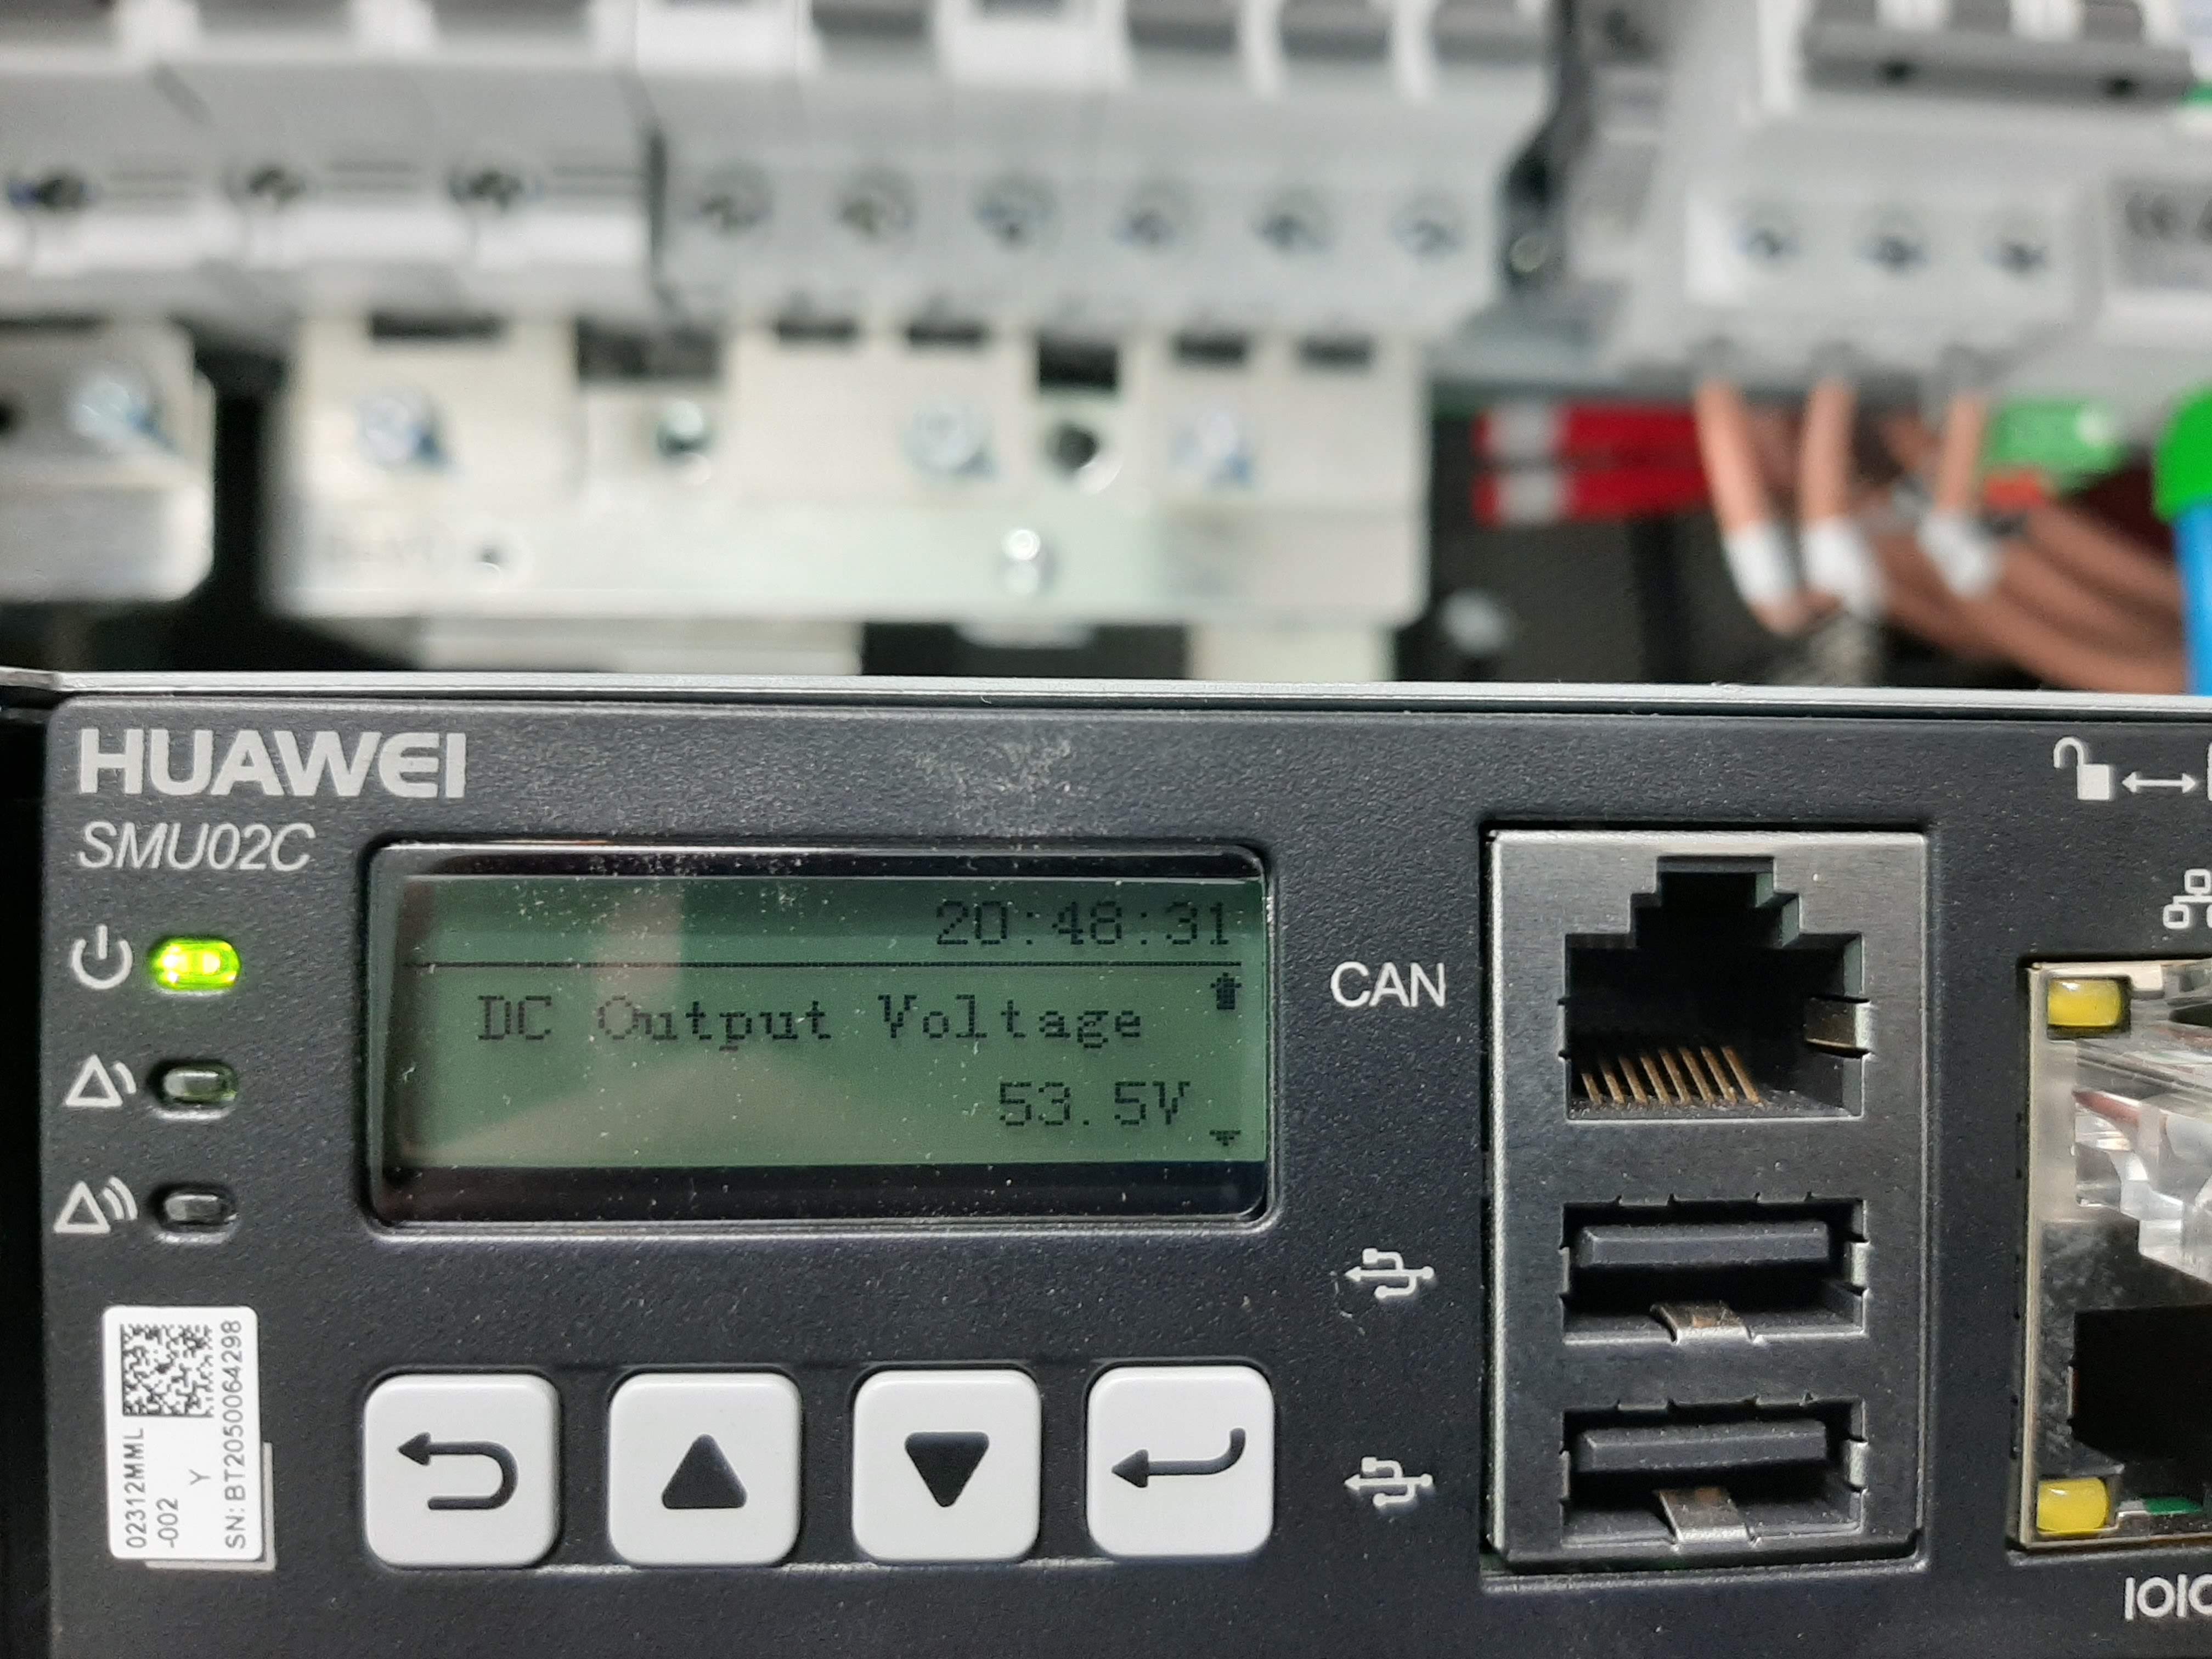 HUAWEI
SMU02C
20:48:31
DC Output Voltage
53.5V
CAN
02312MML
-002
Y
SN:BT2050064298